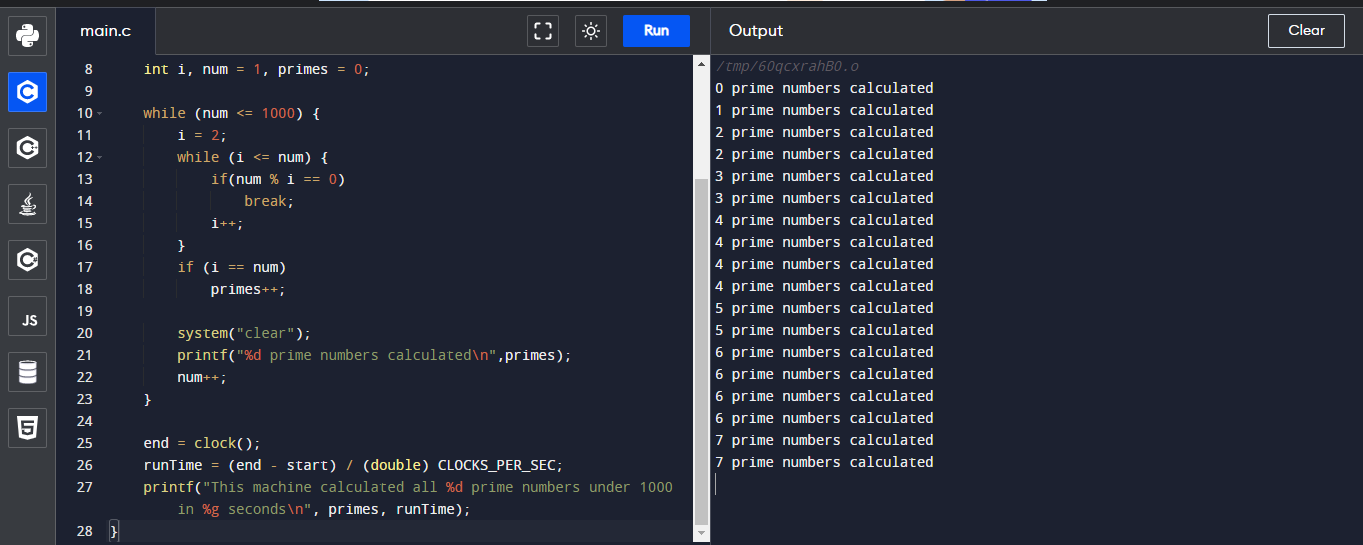 main.c
Run
Output
Clear
JS
8 int i, num = 1, primes = 0;
9
10 while (num <= 1000) {
11 i = 2;
12 while (i <= num) {
13 if(num % i == 0)
14 break;
15 i++;
16 }
17 if (i == num)
18 primes++;
19
20 system("clear");
21 printf("%d prime numbers calculated\n",primes);
22 num++;
23 }
24
25 end = clock();
26 runTime = (end - start) / (double) CLOCKS_PER_SEC;
27 printf("This machine calculated all %d prime numbers under 1000
in %g seconds\n", primes, runTime);
28 }
/tmp/6OqcxrahBO.o
0 prime numbers calculated
1 prime numbers calculated
2 prime numbers calculated
2 prime numbers calculated
3 prime numbers calculated
3 prime numbers calculated
4 prime numbers calculated
4 prime numbers calculated
4 prime numbers calculated
4 prime numbers calculated
5 prime numbers calculated
5 prime numbers calculated
6 prime numbers calculated
6 prime numbers calculated
6 prime numbers calculated
6 prime numbers calculated
7 prime numbers calculated
7 prime numbers calculated